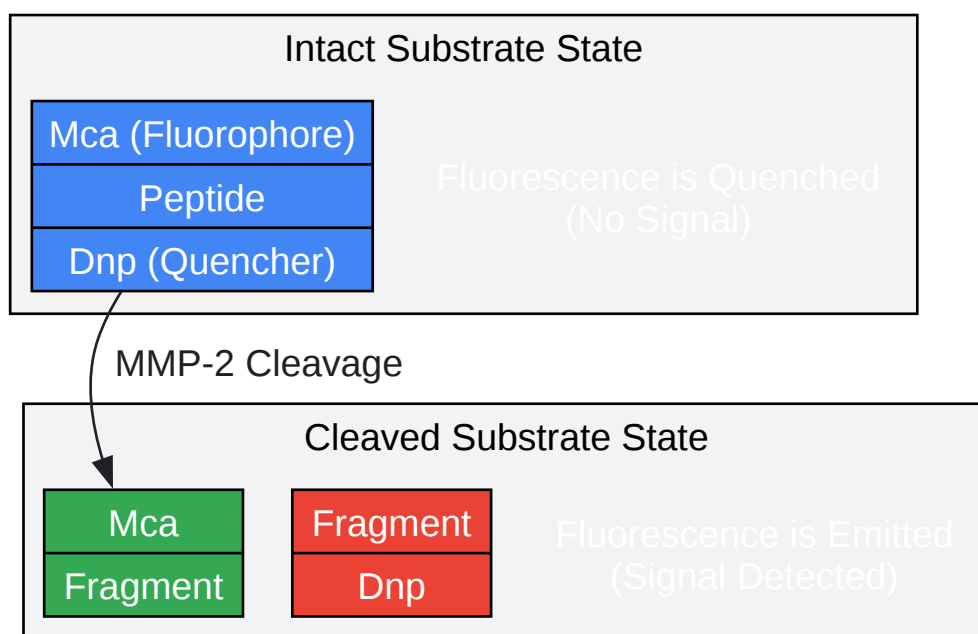 Intact Substrate State
Mca (Fluorophore)
Peptide
Dnp (Quencher)
Fluorescence is Quenched
(No Signal)
MMP-2 Cleavage
Cleaved Substrate State
Mca
Fragment
Fragment
Dnp
Fluorescence is Emitted
(Signal Detected)